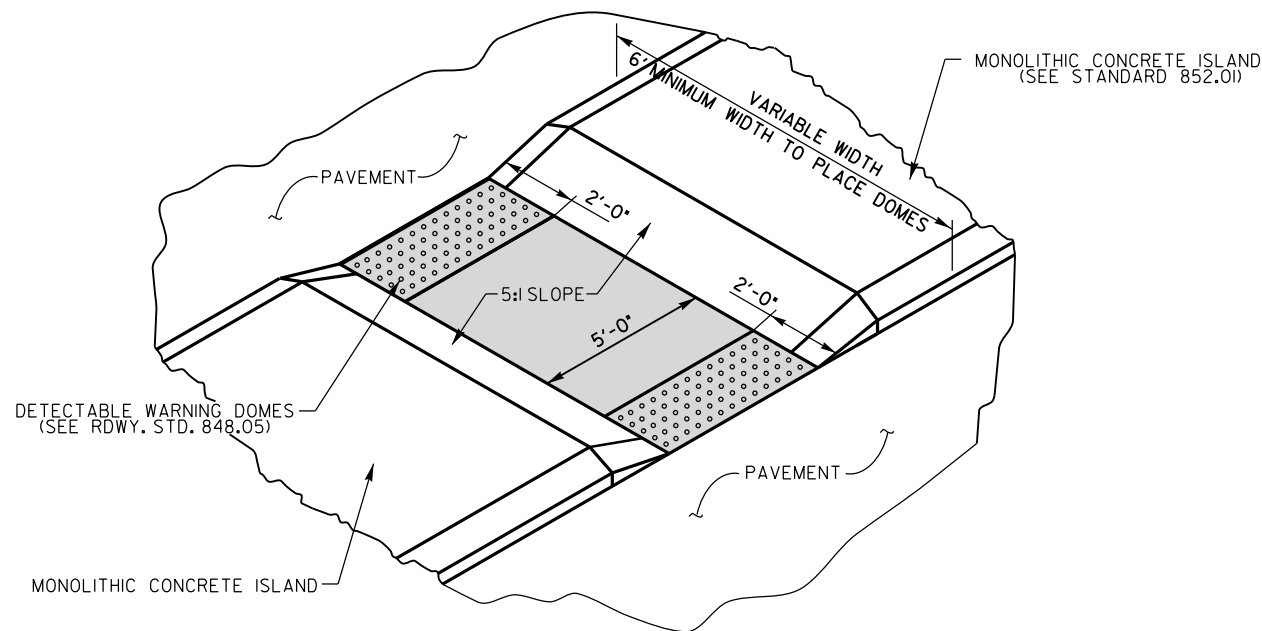 MONOLITHIC CONCRETE ISLAND
(SEE STANDARD 852.01)
VARIABLE WIDTH
6' MINIMUM WIDTH TO PLACE DOMES
PAVEMENT
2'-0"
5:1 SLOPE
2'-0"
5'-0"
DETECTABLE WARNING DOMES
(SEE RDWY. STD. 848.05)
PAVEMENT
MONOLITHIC CONCRETE ISLAND